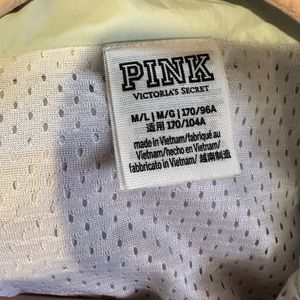 PINK
VICTORIA'S SECRET
M/L | M/G | 170/96A
适用 170/104A
made in Vietnam/fabriqué au
Vietnam/hecho en Vietnam/
fabbricato in Vietnam/ 越南制造